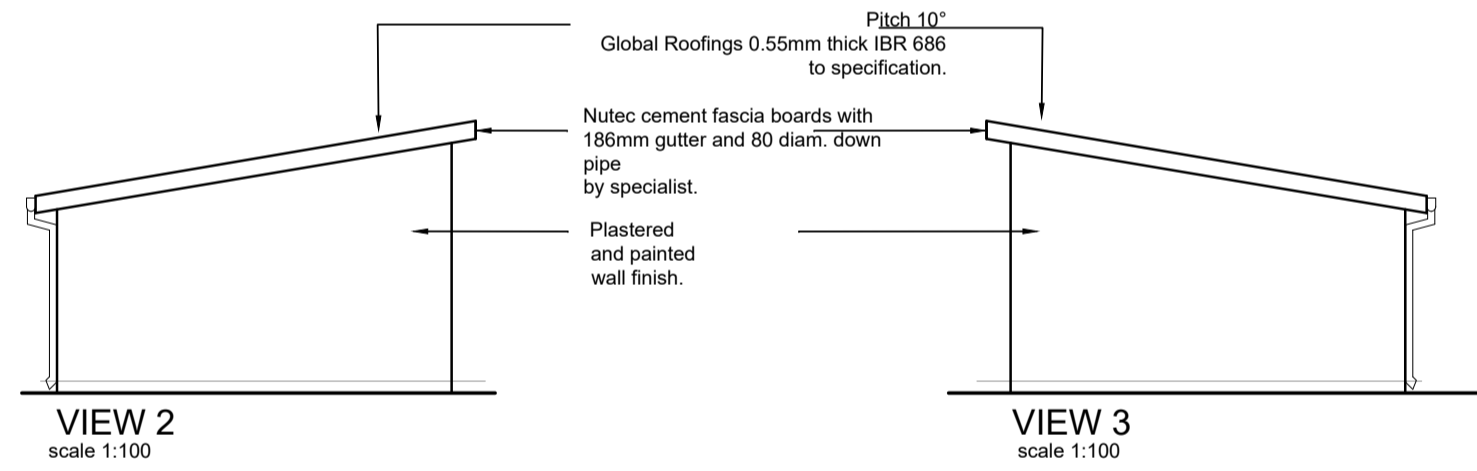 Pitch 10°
Global Roofings 0.55mm thick IBR 686
to specification.
Nutec cement fascia boards with
186mm gutter and 80 diam. down
pipe
by specialist.
Plastered
and painted
wall finish.
VIEW 2
scale 1:100
VIEW 3
scale 1:100